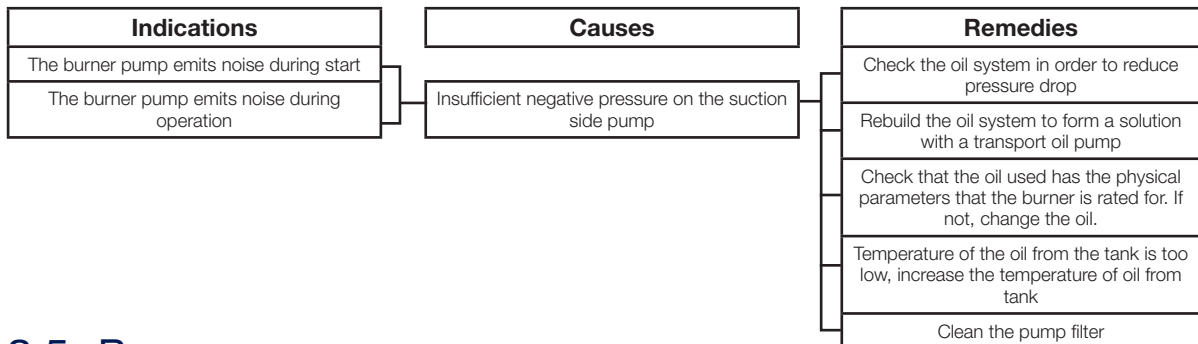 Indications
Causes
Remedies
The burner pump emits noise during start
The burner pump emits noise during
operation
Insufficient negative pressure on the suction
side pump
Check the oil system in order to reduce
pressure drop
Rebuild the oil system to form a solution
with a transport oil pump
Check that the oil used has the physical
parameters that the burner is rated for. If
not, change the oil.
Temperature of the oil from the tank is too
low, increase the temperature of oil from
tank
Clean the pump filter